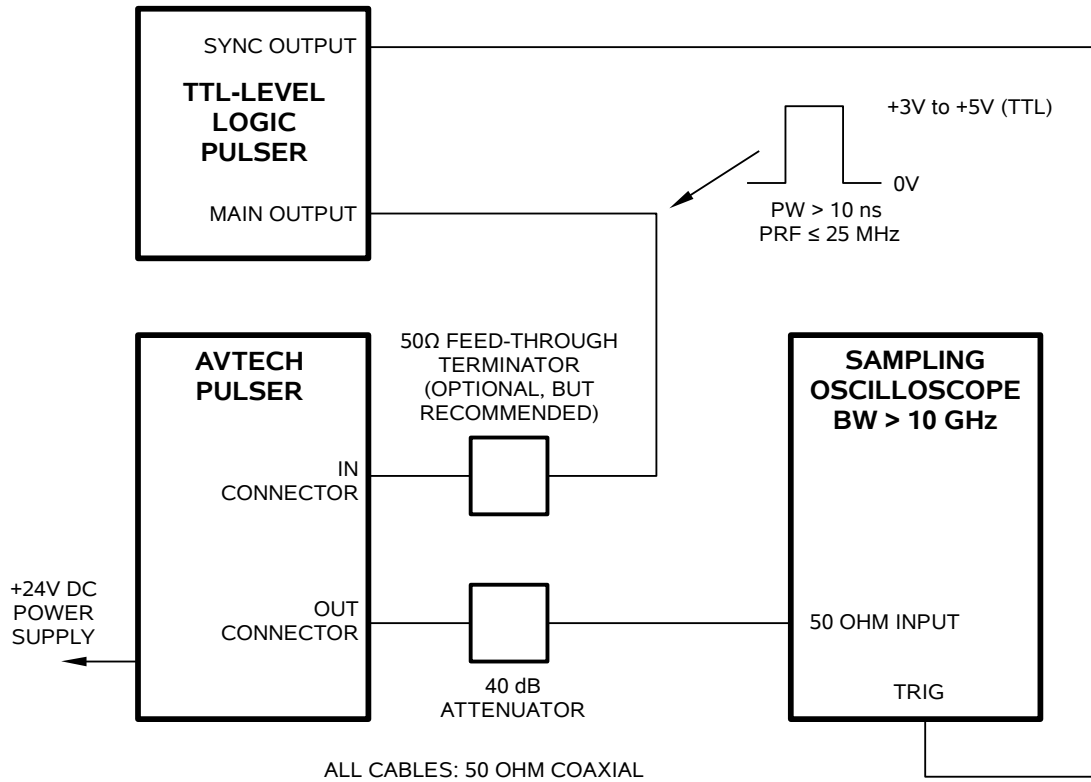 SYNC OUTPUT
TTL-LEVEL
LOGIC
PULSER
MAIN OUTPUT
+3V to +5V (TTL)
0V
PW > 10 ns
PRF ≤ 25 MHz
AVTECH
PULSER
IN
CONNECTOR
OUT
CONNECTOR
50Ω FEED-THROUGH
TERMINATOR
(OPTIONAL, BUT
RECOMMENDED)
SAMPLING
OSCILLOSCOPE
BW > 10 GHz
50 OHM INPUT
TRIG
+24V DC
POWER
SUPPLY
40 dB
ATTENUATOR
ALL CABLES: 50 OHM COAXIAL